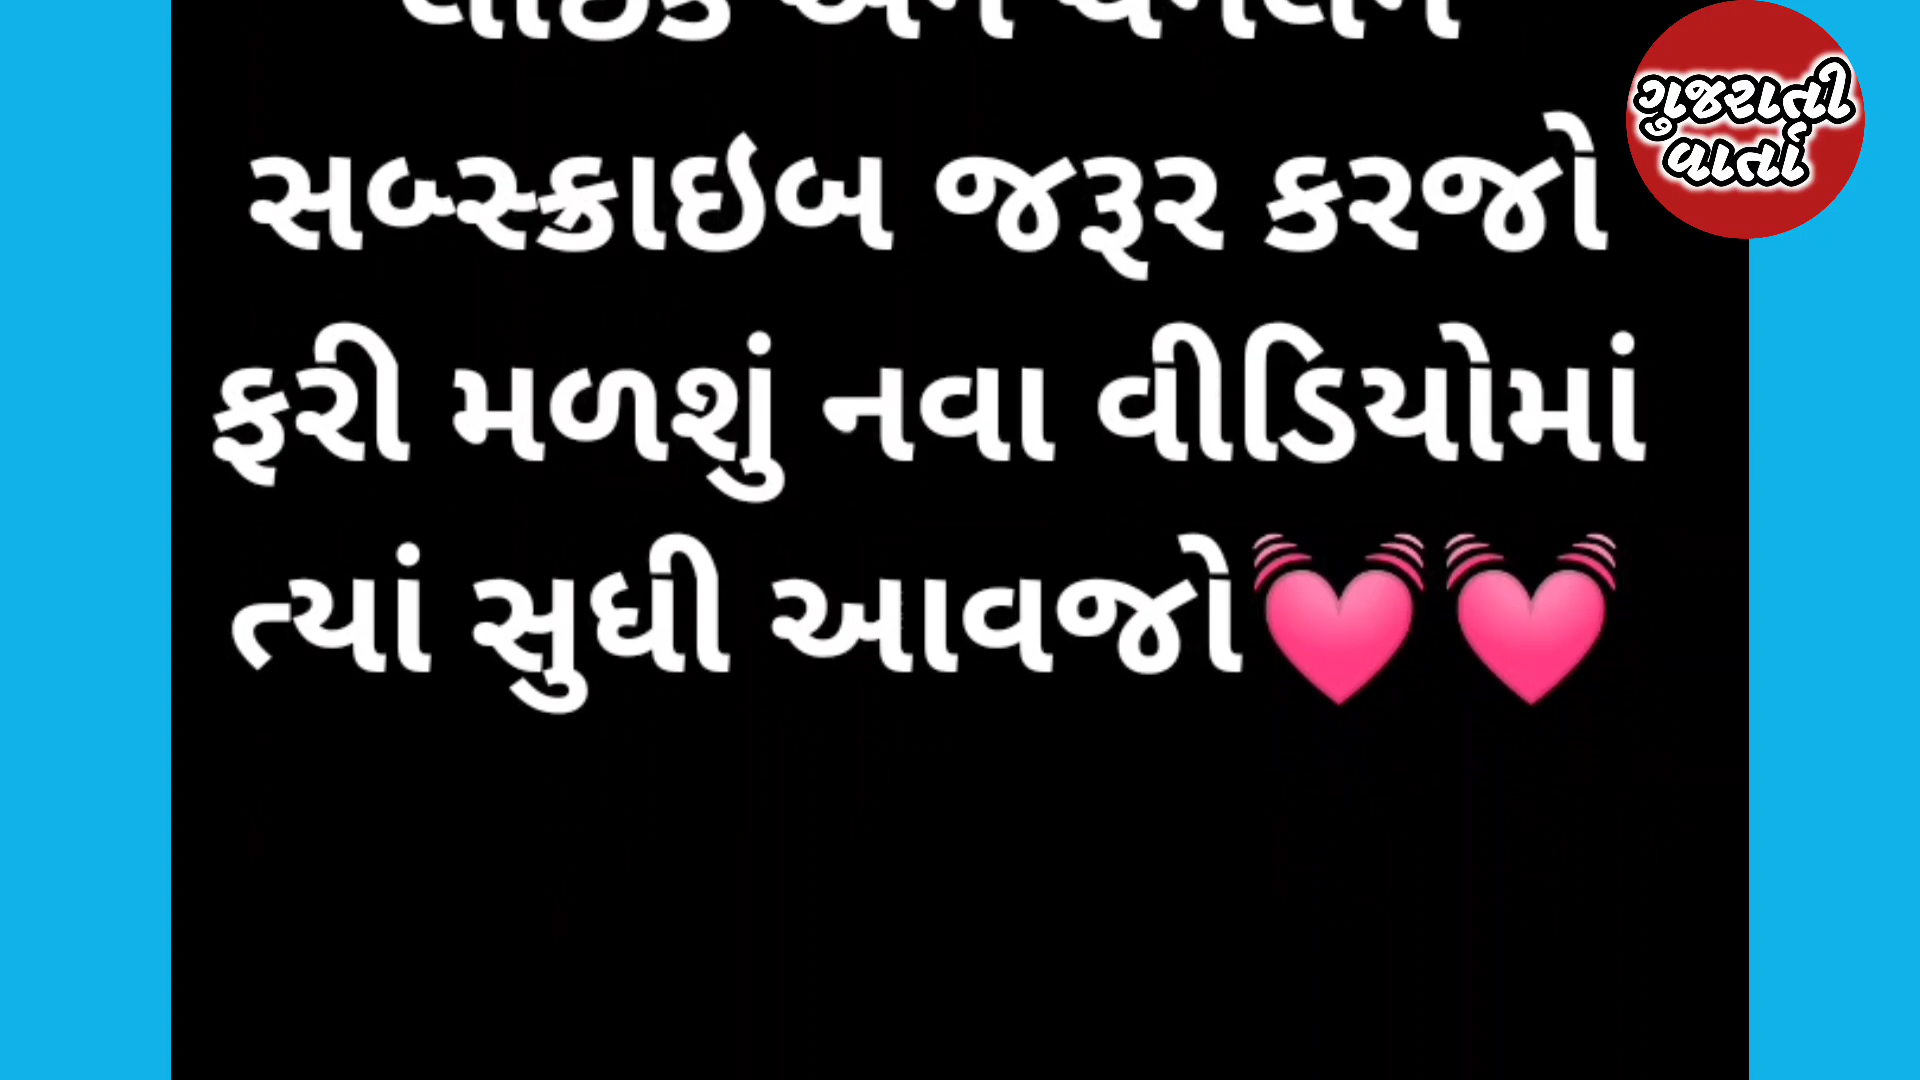 સબ્સ્ક્રાઇબ જરૂર કરજો
ફરી મળશું નવા વીડિયોમાં
ત્યાં સુધી આવજો💓💓
ગુજરાતી
વાર્તા